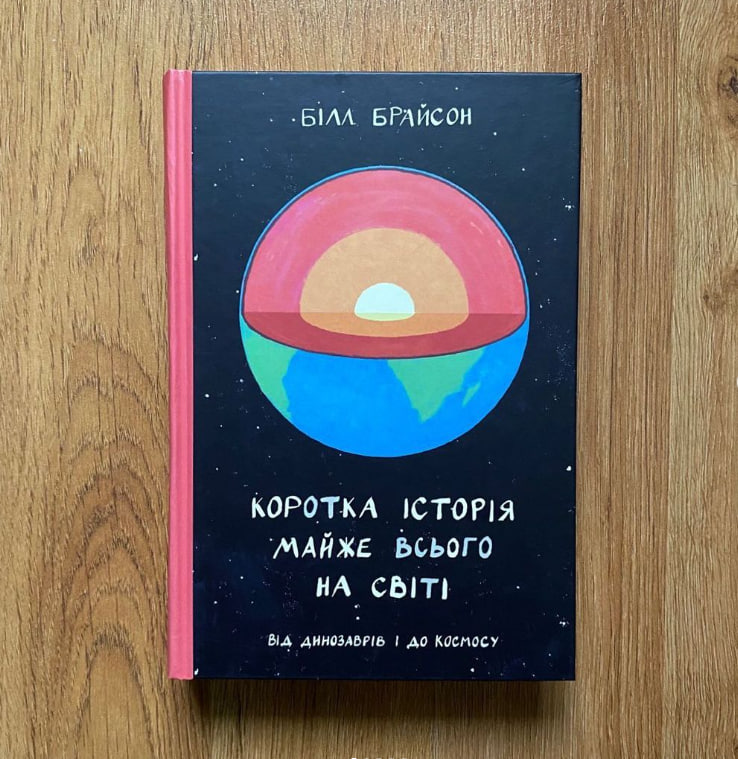 БІЛЛ БРАЙСОН
КОРОТКА ІСТОРІЯ
МАЙЖЕ ВСЬОГО
НА СВІТІ
ВІД ДИНОЗАВРІВ І ДО КОСМОСУ